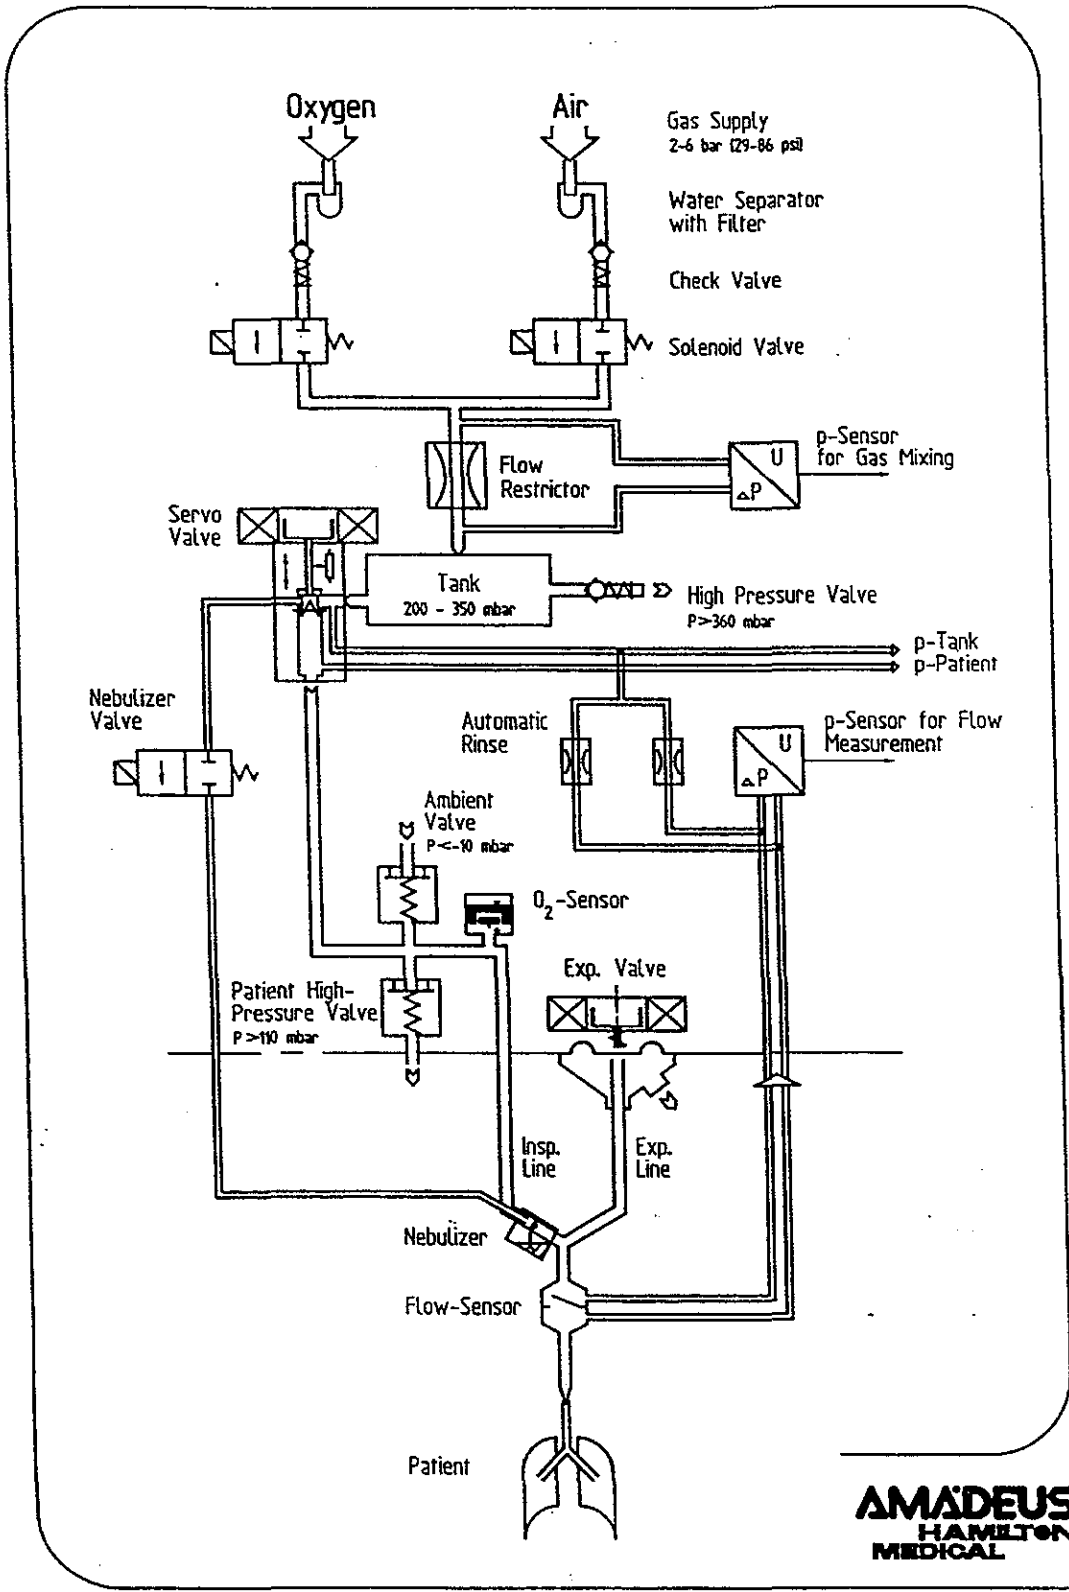 Oxygen
Air
Gas Supply
2-6 bar (29-86 psi)
Water Separator
with Filter
Check Valve
Solenoid Valve
p-Sensor
for Gas Mixing
U
△P
Flow
Restrictor
Servo
Valve
Tank
200 - 350 mbar
High Pressure Valve
P>360 mbar
p-Tank
p-Patient
Nebulizer
Valve
Automatic
Rinse
p-Sensor for Flow
Measurement
U
△P
Ambient
Valve
P<-10 mbar
O₂-Sensor
Exp. Valve
Patient High-
Pressure Valve
P>110 mbar
Insp.
Line
Exp.
Line
Nebulizer
Flow-Sensor
Patient
AMADEUS
HAMILTON
MEDICAL